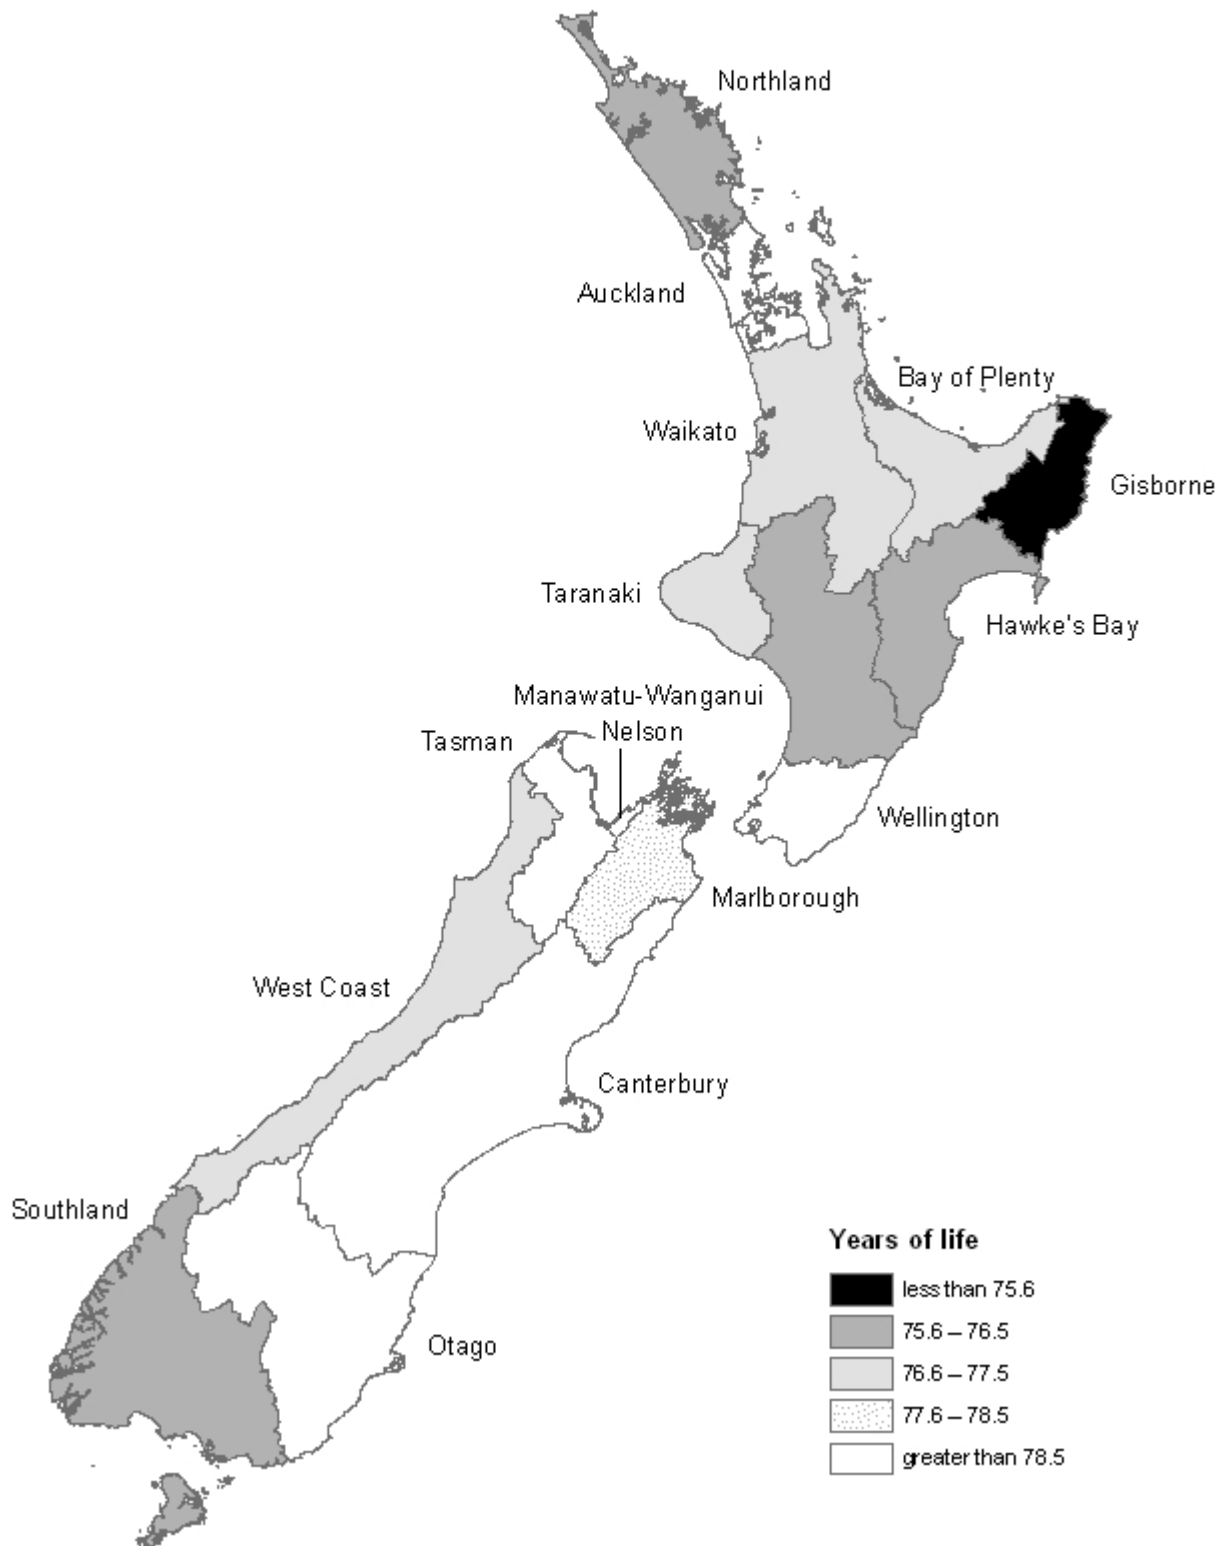 Northland
Auckland
Bay of Plenty
Waikato
Gisborne
Taranaki
Hawke's Bay
Manawatu-Wanganui
Nelson
Tasman
Wellington
Marlborough
West Coast
Canterbury
Southland
Otago
Years of life
less than 75.6
75.6 – 76.5
76.6 – 77.5
77.6 – 78.5
greater than 78.5